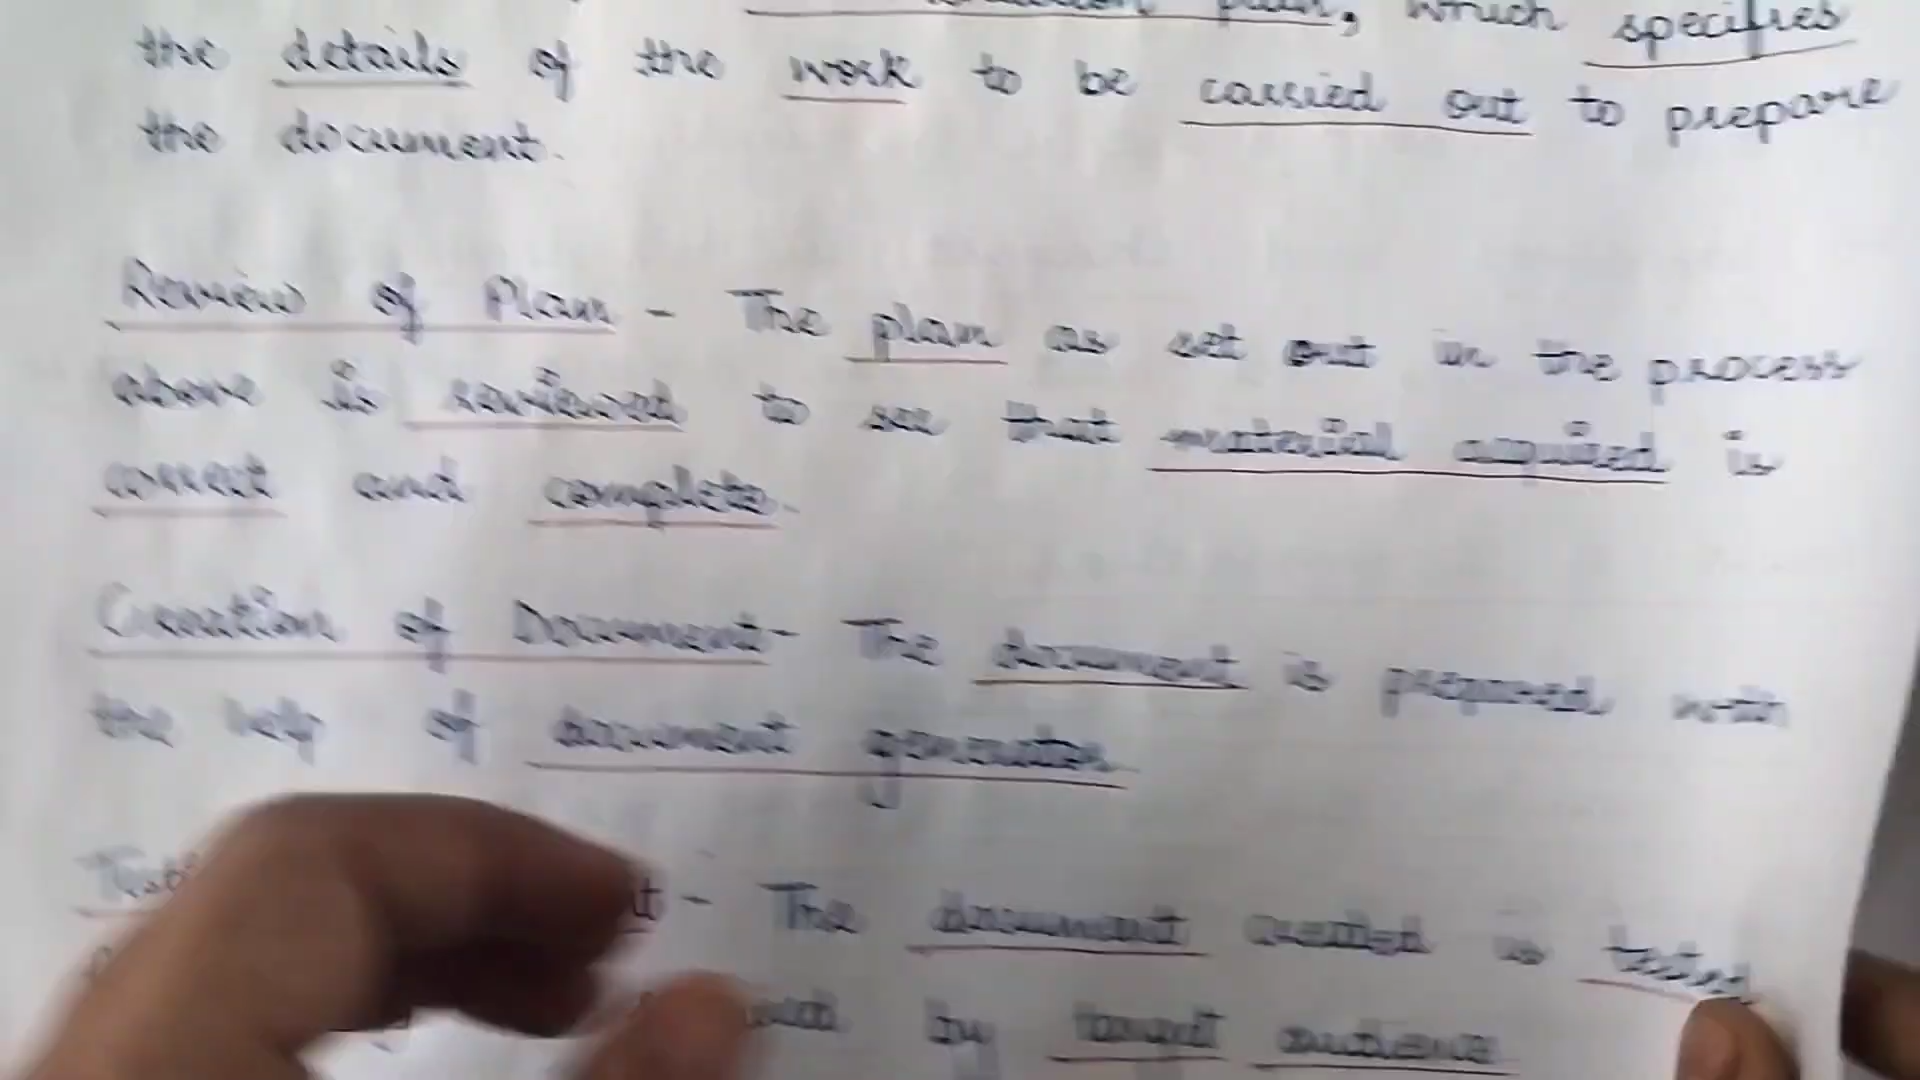 plan, which specifies
the details of the work to be carried out to prepare
the document.
Review of Plan - The plan as set out in the process
above is reviewed to see that material acquired is
correct and complete.
Creation of Document - The document is prepared with
the help of document generator.
- The document created is tested
by target audience